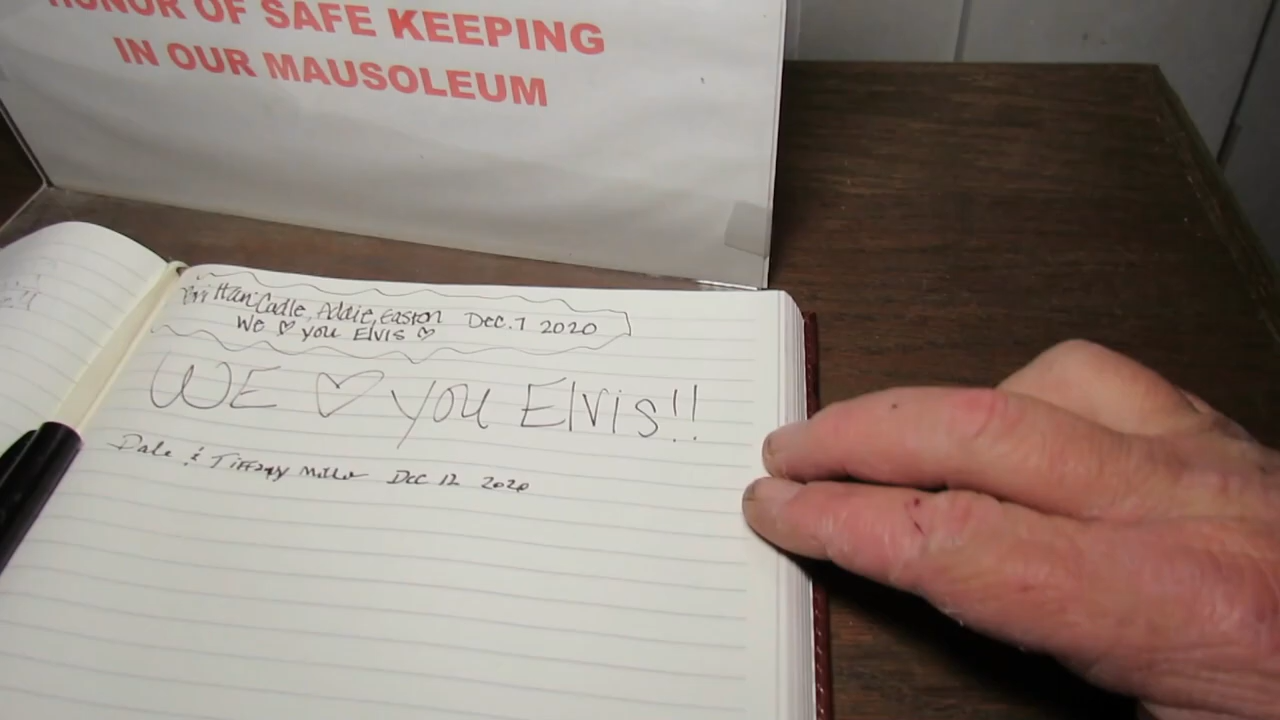 HONOR OF SAFE KEEPING
IN OUR MAUSOLEUM
Cadle, Addie, Easton Dec. 7 2020
We ♡ you Elvis ♡
WE ♡ you Elvis!!
Dale & Tiffany Miller Dec 12 2020